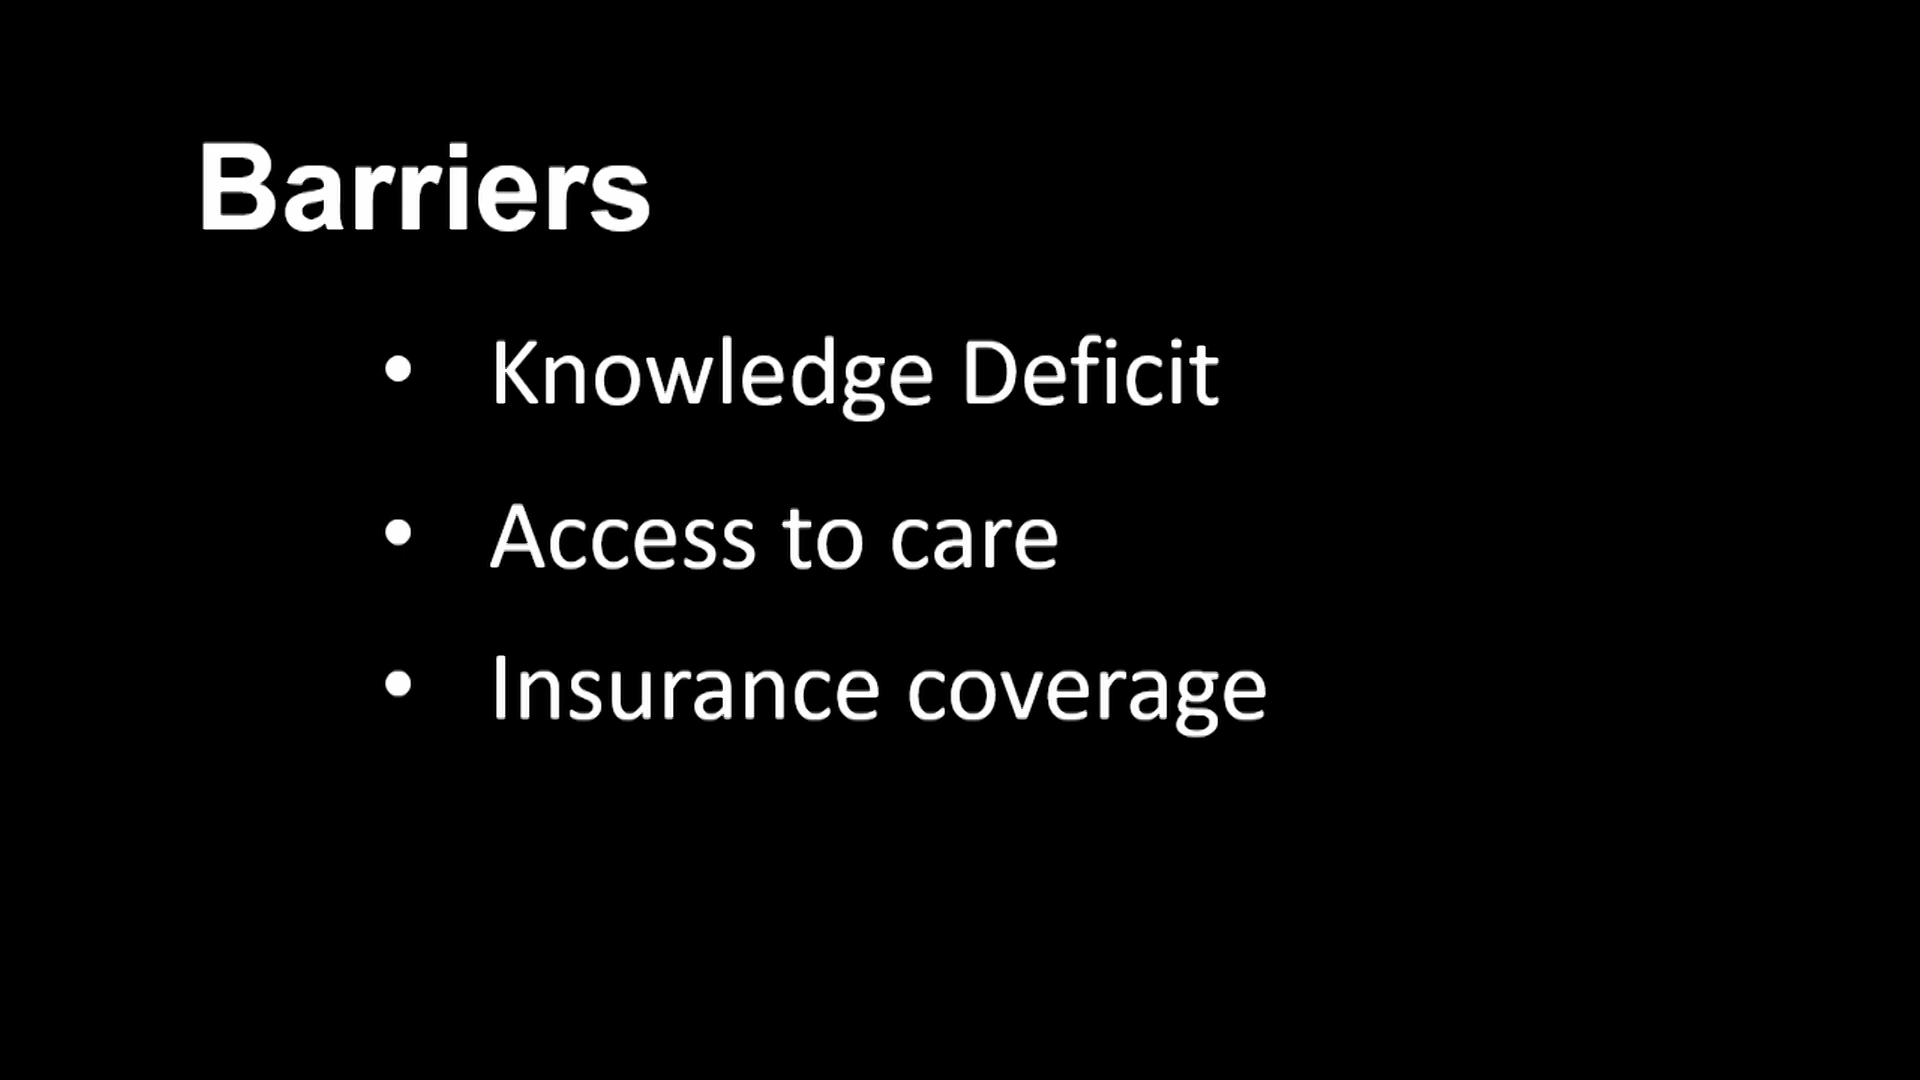 Barriers
• Knowledge Deficit
• Access to care
• Insurance coverage